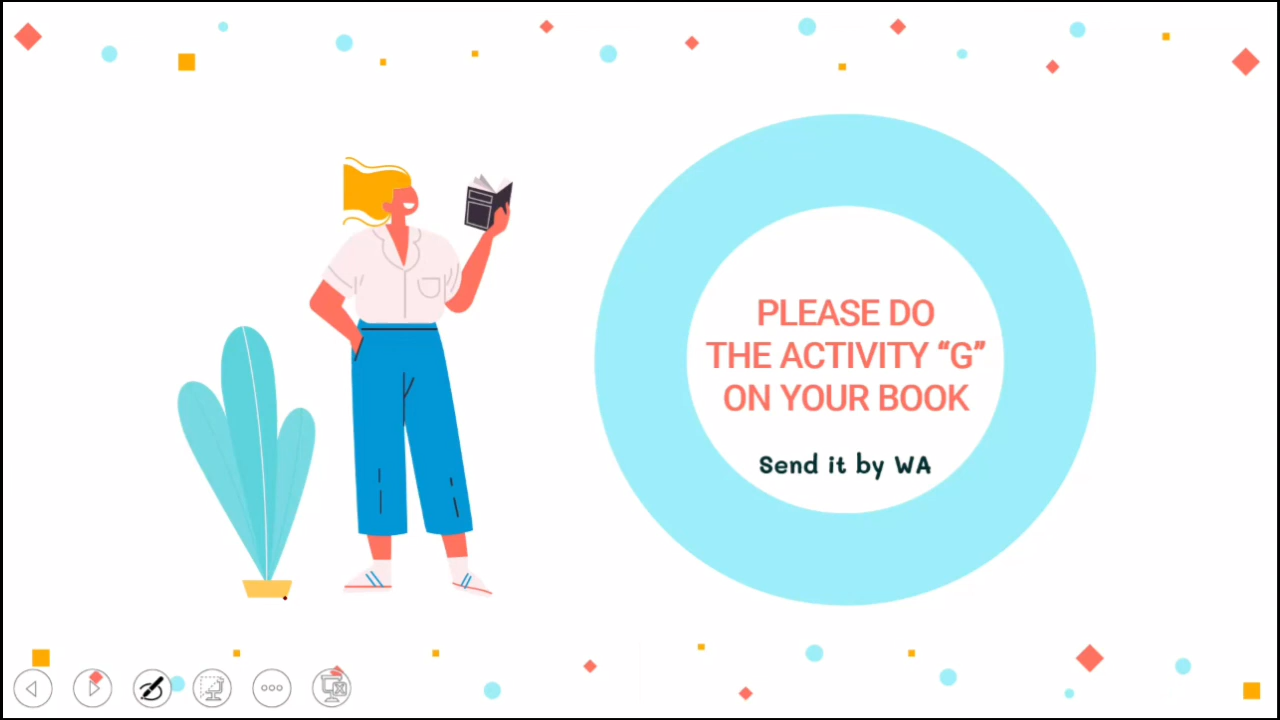 PLEASE DO
THE ACTIVITY “G”
ON YOUR BOOK
Send it by WA